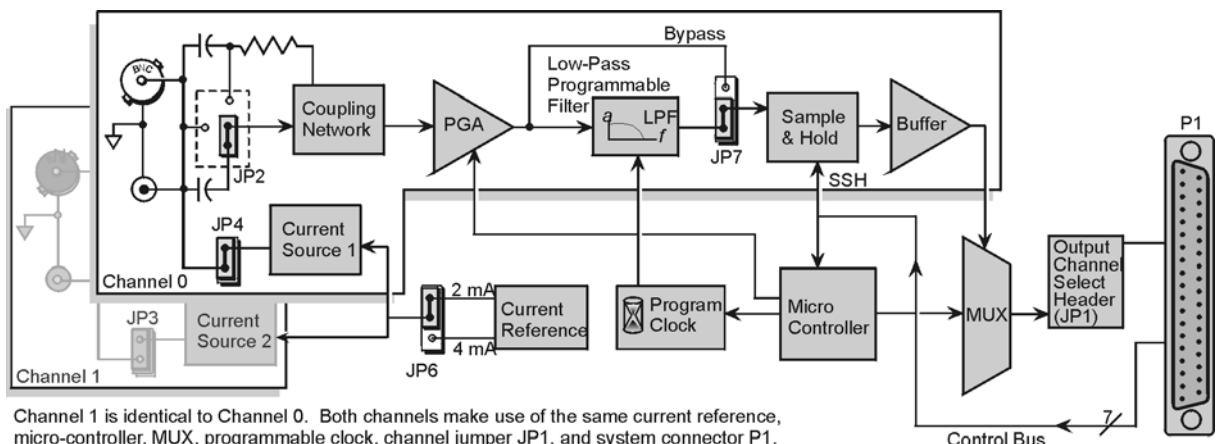 Bypass
Low-Pass
Programmable
Filter
BNC
Coupling
Network
PGA
a
LPF
f
JP7
Sample
& Hold
Buffer
P1
JP2
SSH
JP4
Current
Source 1
Channel 0
Output
Channel
Select
Header
(JP1)
2 mA
Current
Reference
4 mA
JP6
Program
Clock
Micro
Controller
MUX
JP3
Current
Source 2
Channel 1
7
Control Bus
Channel 1 is identical to Channel 0. Both channels make use of the same current reference,
micro-controller, MUX, programmable clock, channel jumper JP1, and system connector P1.